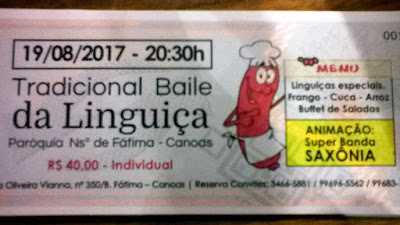 19/08/2017 - 20:30h
Tradicional Baile
da Linguiça
Paróquia Nsª de Fátima - Canoas
R$ 40,00 - Individual
MENU
Linguiças especiais.
Frango - Cuca - Arroz
Buffet de Saladas
ANIMAÇÃO:
Super Banda
SAXÔNIA
a Oliveira Vianna, nº 350/B. Fátima – Canoas | Reserva Convites: 3466-5881 / 99696-5562 / 99683-